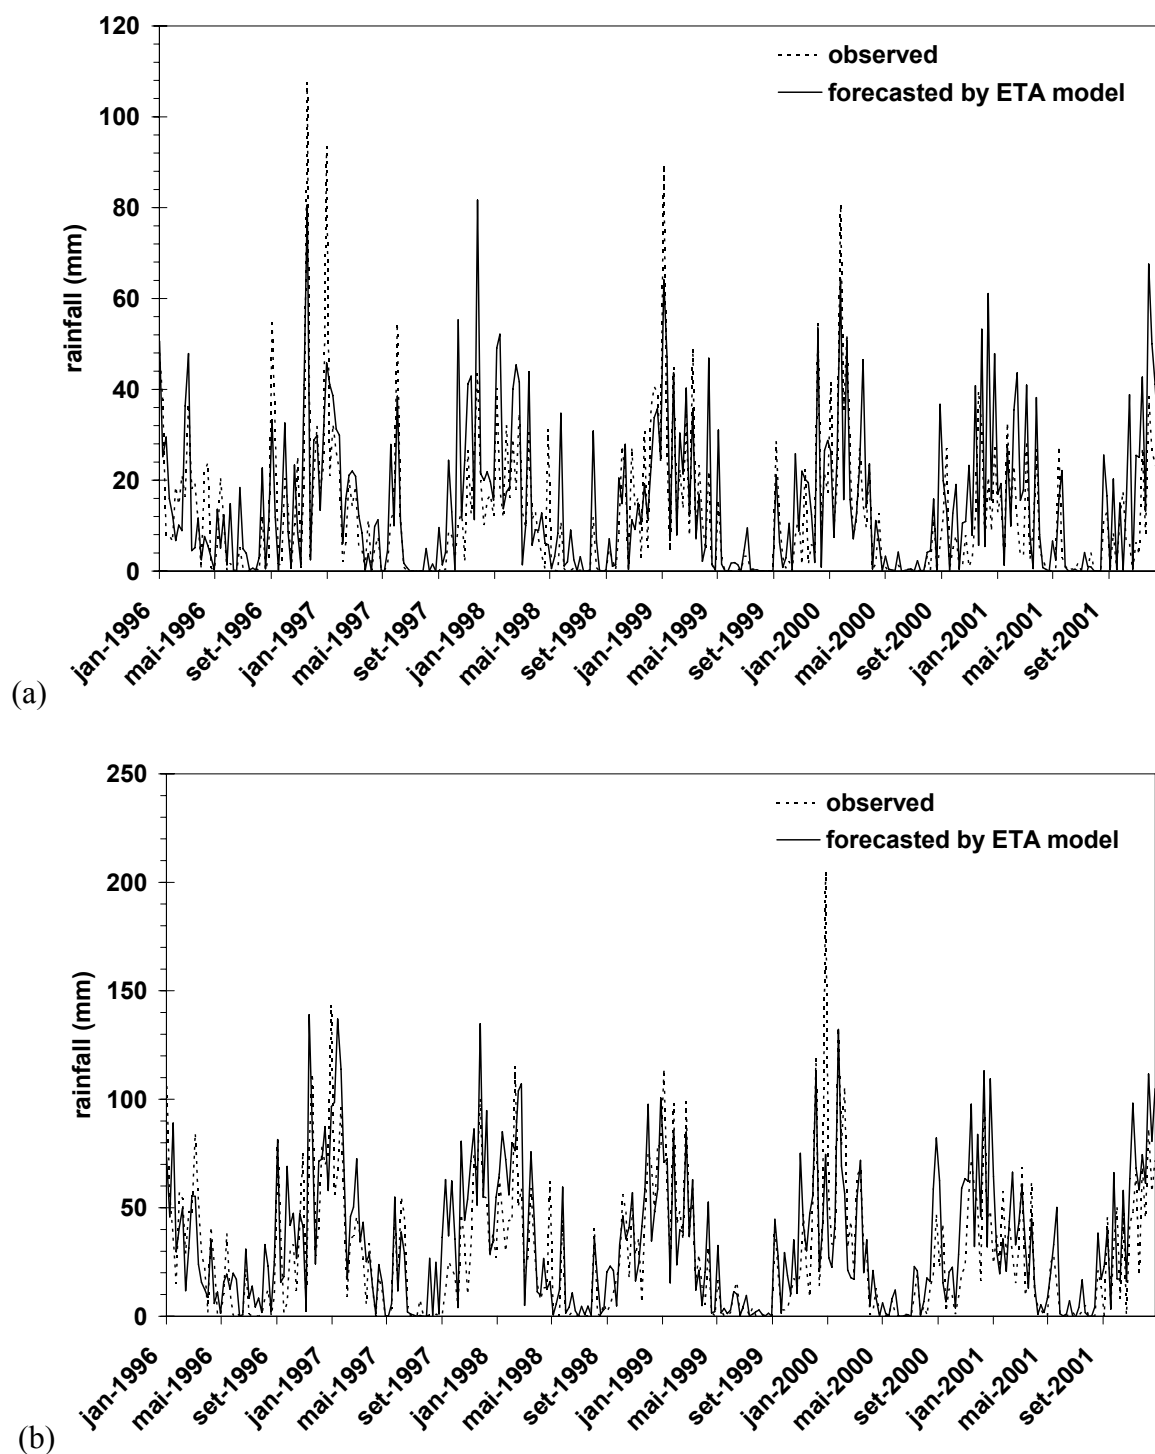 120
100
80
60
40
20
0
rainfall (mm)
observed
forecasted by ETA model
jan-1996
mai-1996
set-1996
jan-1997
mai-1997
set-1997
jan-1998
mai-1998
set-1998
jan-1999
mai-1999
set-1999
jan-2000
mai-2000
set-2000
jan-2001
mai-2001
set-2001
(a)
250
200
150
100
50
0
rainfall (mm)
observed
forecasted by ETA model
jan-1996
mai-1996
set-1996
jan-1997
mai-1997
set-1997
jan-1998
mai-1998
set-1998
jan-1999
mai-1999
set-1999
jan-2000
mai-2000
set-2000
jan-2001
mai-2001
set-2001
(b)